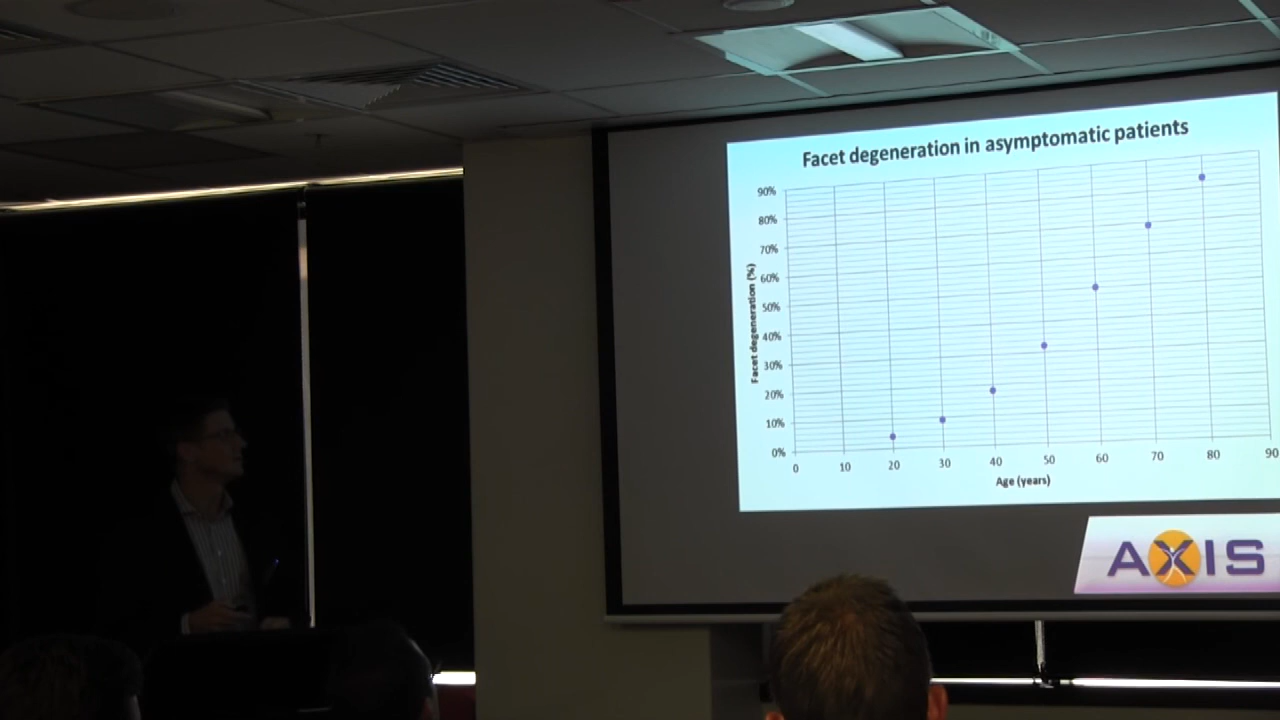 Facet degeneration in asymptomatic patients
90%
80%
70%
60%
50%
40%
30%
20%
10%
0%
Facet degeneration (%)
0 10 20 30 40 50 60 70 80 90
Age (years)
AXIS